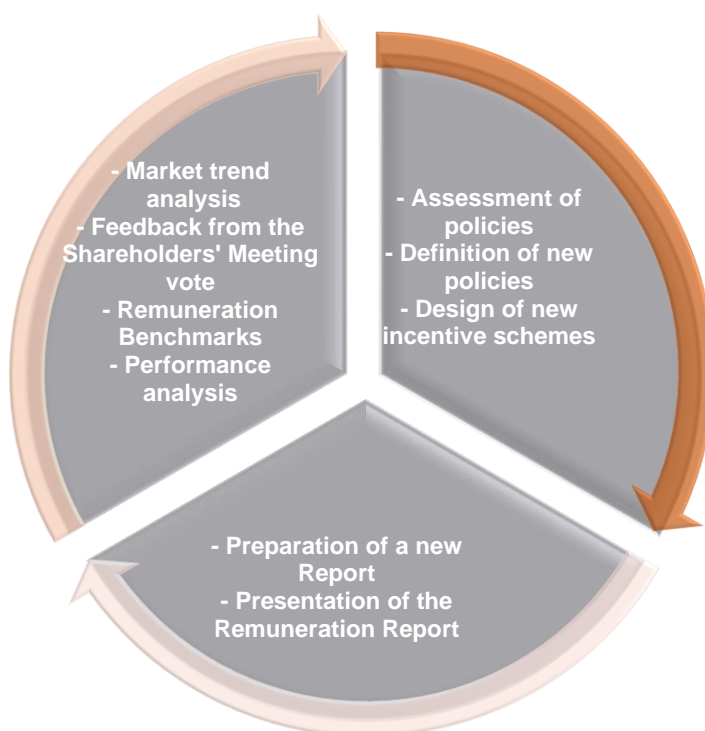 - Market trend
analysis
- Feedback from the
Shareholders' Meeting
vote
- Remuneration
Benchmarks
- Performance
analysis
- Assessment of
policies
- Definition of new
policies
- Design of new
incentive schemes
- Preparation of a new
Report
- Presentation of the
Remuneration Report